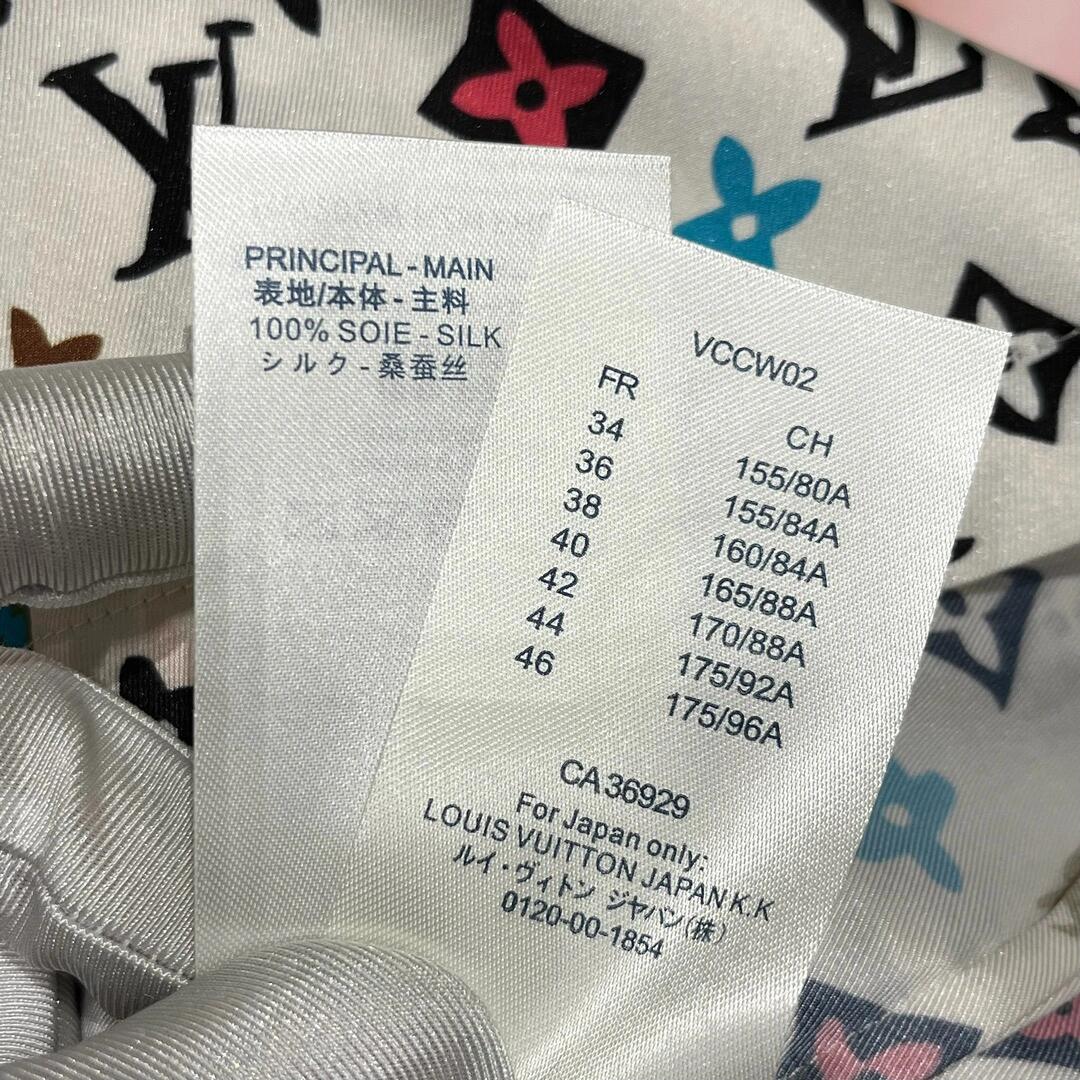 PRINCIPAL - MAIN
表地/本体 - 主料
100% SOIE - SILK
シルク - 桑蚕丝
VCCW02
FR CH
34 155/80A
36 155/84A
38 160/84A
40 165/88A
42 170/88A
44 175/92A
46 175/96A
CA36929
For Japan only:
LOUIS VUITTON JAPAN K.K
ルイ・ヴィトン ジャパン(株)
0120-00-1854